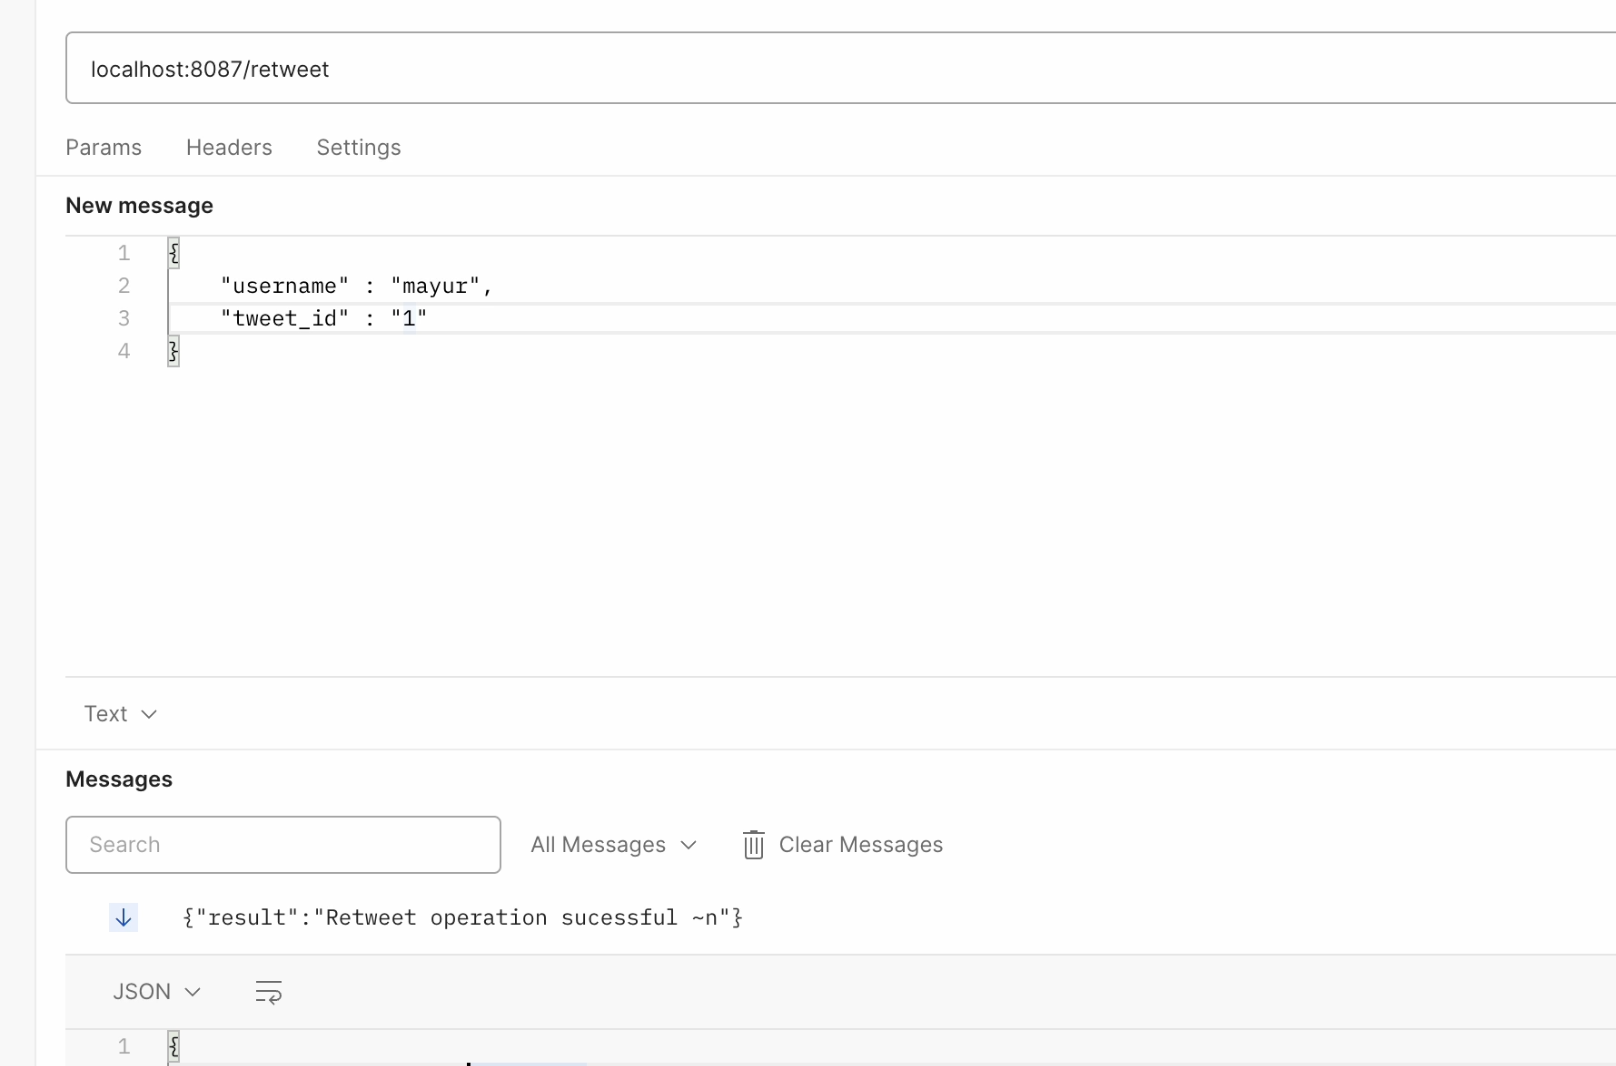 localhost:8087/retweet
Params Headers Settings
New message
1 {
2 "username" : "mayur",
3 "tweet_id" : "1"
4 }
Text
Messages
Search All Messages Clear Messages
{"result":"Retweet operation sucessful ~n"}
JSON
1 {